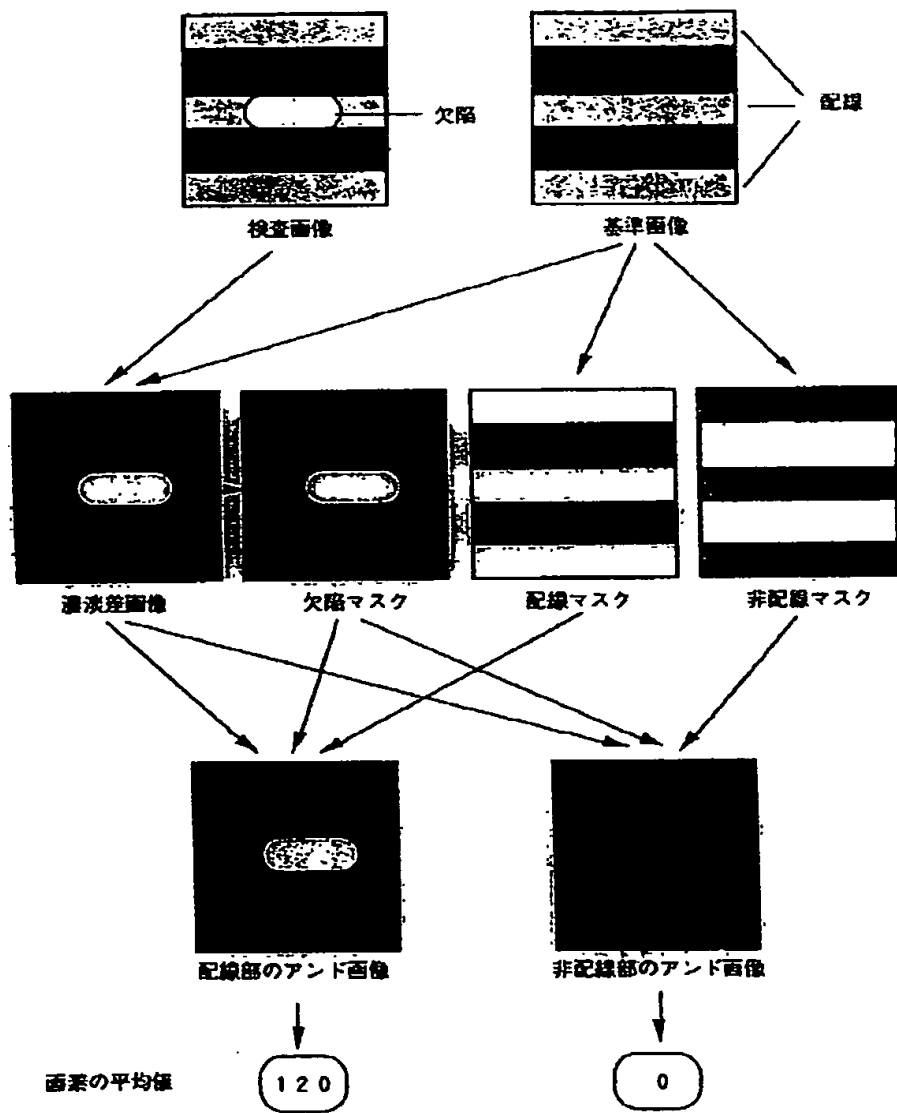 欠陥
配線
検査画像
基準画像
濃淡差画像
欠陥マスク
配線マスク
非配線マスク
配線部のアンド画像
非配線部のアンド画像
画素の平均値
120
0